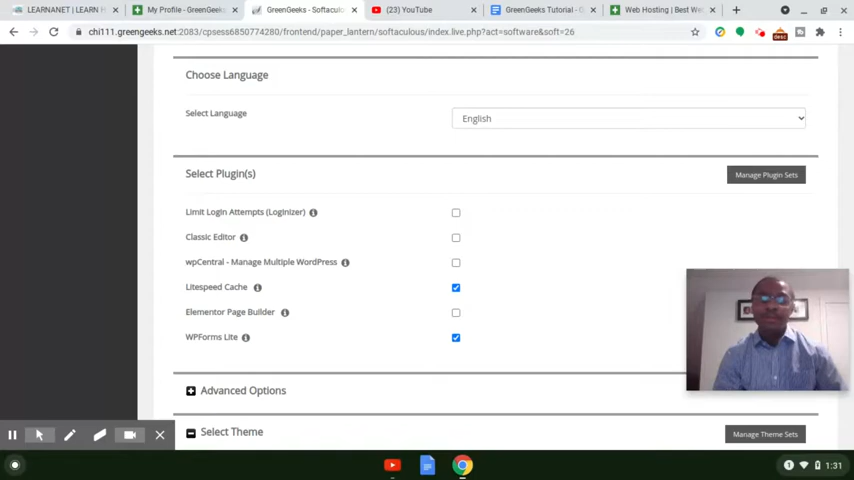 LEARNANET | LEARN H
My Profile - GreenGeeks
GreenGeeks - Softaculou
(23) YouTube
GreenGeeks Tutorial - G
Web Hosting | Best We
chi111.greengeeks.net:2083/cpsess6850774280/frontend/paper_lantern/softaculous/index.live.php?act=software&soft=26
desc
Choose Language
Select Language
English
Select Plugin(s)
Manage Plugin Sets
Limit Login Attempts (Loginizer)
Classic Editor
wpCentral - Manage Multiple WordPress
Litespeed Cache
Elementor Page Builder
WPForms Lite
Advanced Options
Select Theme
Manage Theme Sets
1
1:31